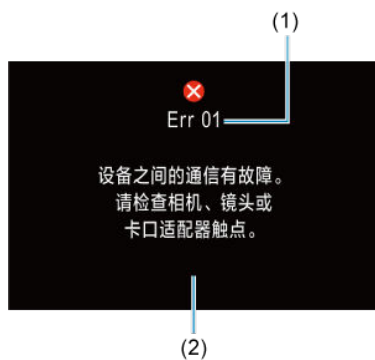 (1)
Err 01
设备之间的通信有故障。
请检查相机、镜头或
卡口适配器触点。
(2)